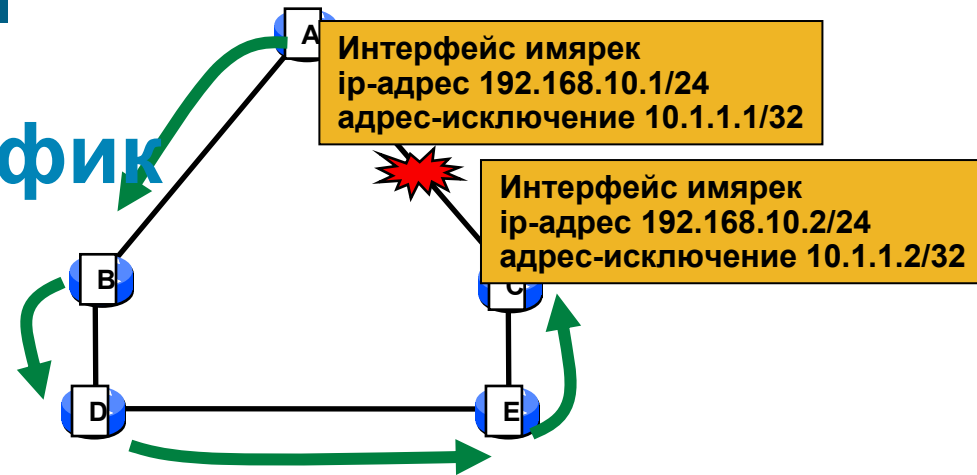 A
Интерфейс имярек
ip-адрес 192.168.10.1/24
адрес-исключение 10.1.1.1/32
фик
Интерфейс имярек
ip-адрес 192.168.10.2/24
адрес-исключение 10.1.1.2/32
B
C
D
E